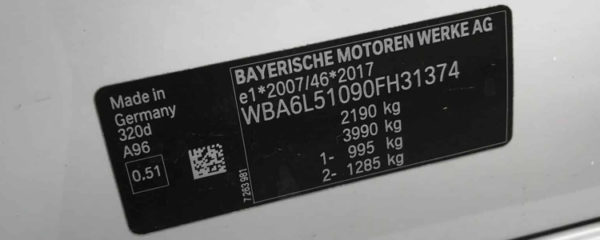 BAYERISCHE MOTOREN WERKE AG
e1*2007/46*2017
WBA6L51090FH31374
2190 kg
3990 kg
1- 995 kg
2- 1285 kg
Made in
Germany
320d
A96
0.51
7 263 981